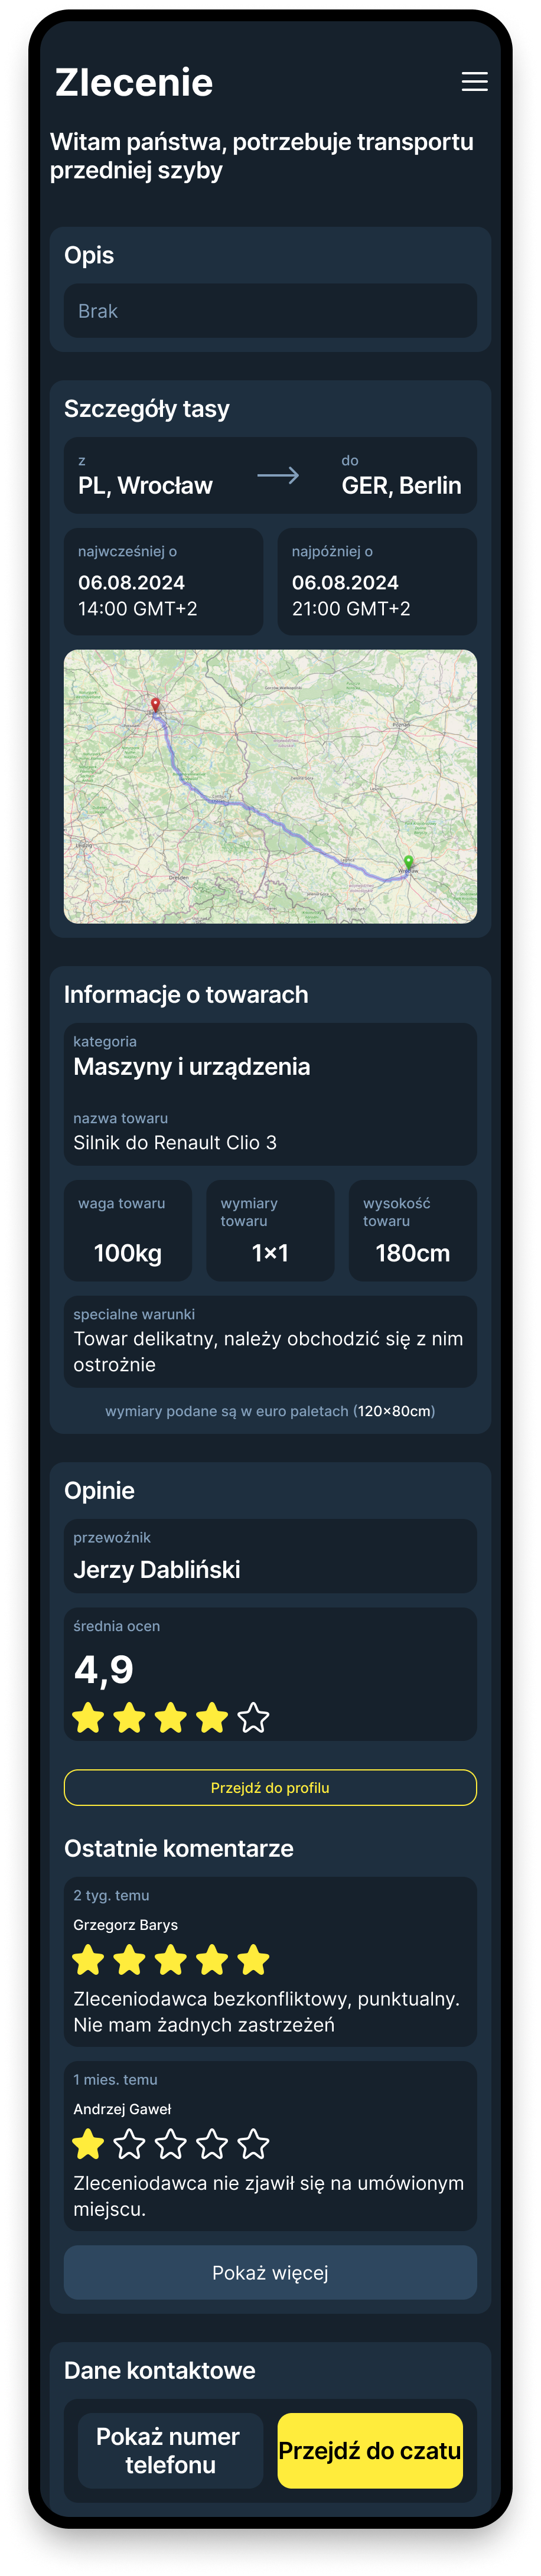 Zlecenie
Witam państwa, potrzebuje transportu
przedniej szyby
Opis
Brak
Szczegóły tasy
z
do
PL, Wrocław
GER, Berlin
najwcześniej o
najpóżniej o
06.08.2024
06.08.2024
14:00 GMT+2
21:00 GMT+2
Dresden
Wrocław
Informacje o towarach
kategoria
Maszyny i urządzenia
nazwa towaru
Silnik do Renault Clio 3
waga towaru
wymiary
towaru
wysokość
towaru
100kg
1×1
180cm
specialne warunki
Towar delikatny, należy obchodzić się z nim
ostrożnie
wymiary podane są w euro paletach (120×80cm)
Opinie
przewoźnik
Jerzy Dabliński
średnia ocen
4,9
Przejdź do profilu
Ostatnie komentarze
2 tyg. temu
Grzegorz Barys
Zleceniodawca bezkonfliktowy, punktualny.
Nie mam żadnych zastrzeżeń
1 mies. temu
Andrzej Gaweł
Zleceniodawca nie zjawił się na umówionym
miejscu.
Pokaż więcej
Dane kontaktowe
Pokaż numer
telefonu
Przejdź do czatu